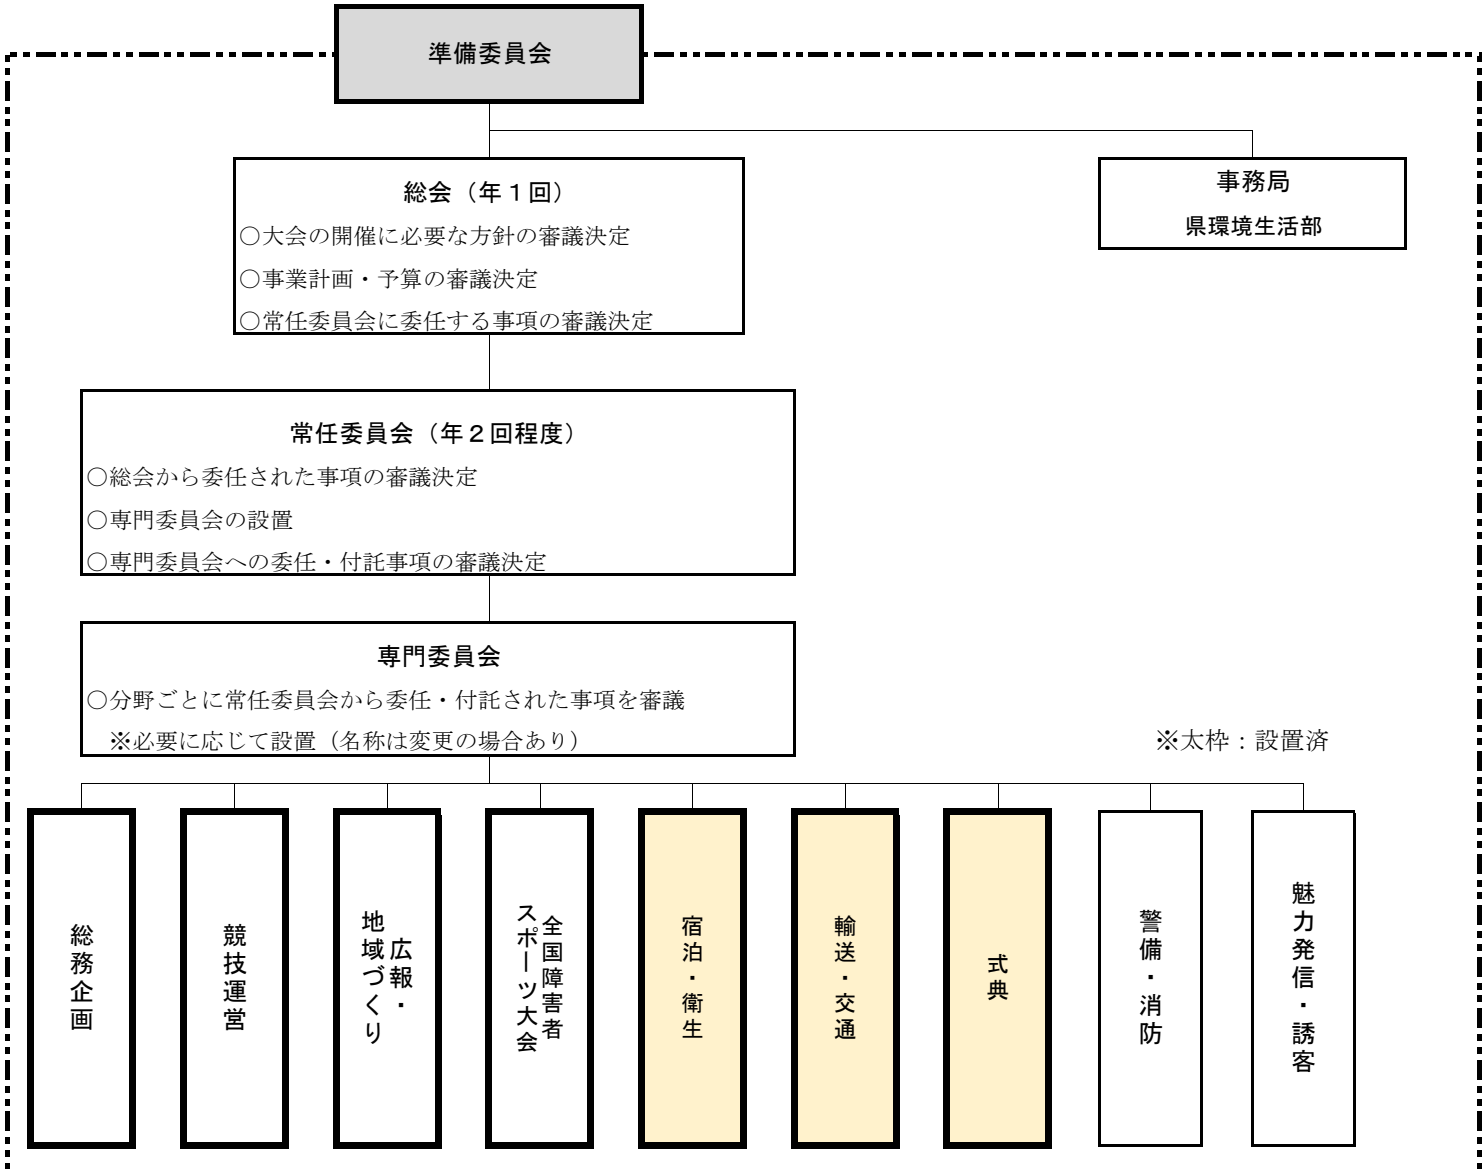 準備委員会
総会（年１回）
○大会の開催に必要な方針の審議決定
○事業計画・予算の審議決定
○常任委員会に委任する事項の審議決定
事務局
県環境生活部
常任委員会（年２回程度）
○総会から委任された事項の審議決定
○専門委員会の設置
○専門委員会への委任・付託事項の審議決定
専門委員会
○分野ごとに常任委員会から委任・付託された事項を審議
※必要に応じて設置（名称は変更の場合あり）
※太枠：設置済
総務企画
競技運営
広報・
地域づくり
全国障害者
スポーツ大会
宿泊・衛生
輸送・交通
式典
警備・消防
魅力発信・誘客